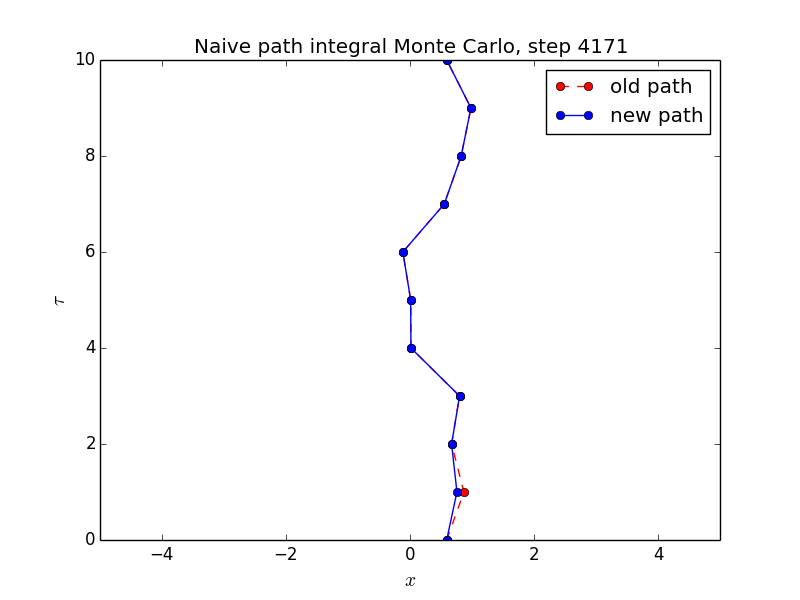 Naive path integral Monte Carlo, step 4171
10
8
6
4
2
0
τ
old path
new path
−4 −2 0 2 4
x